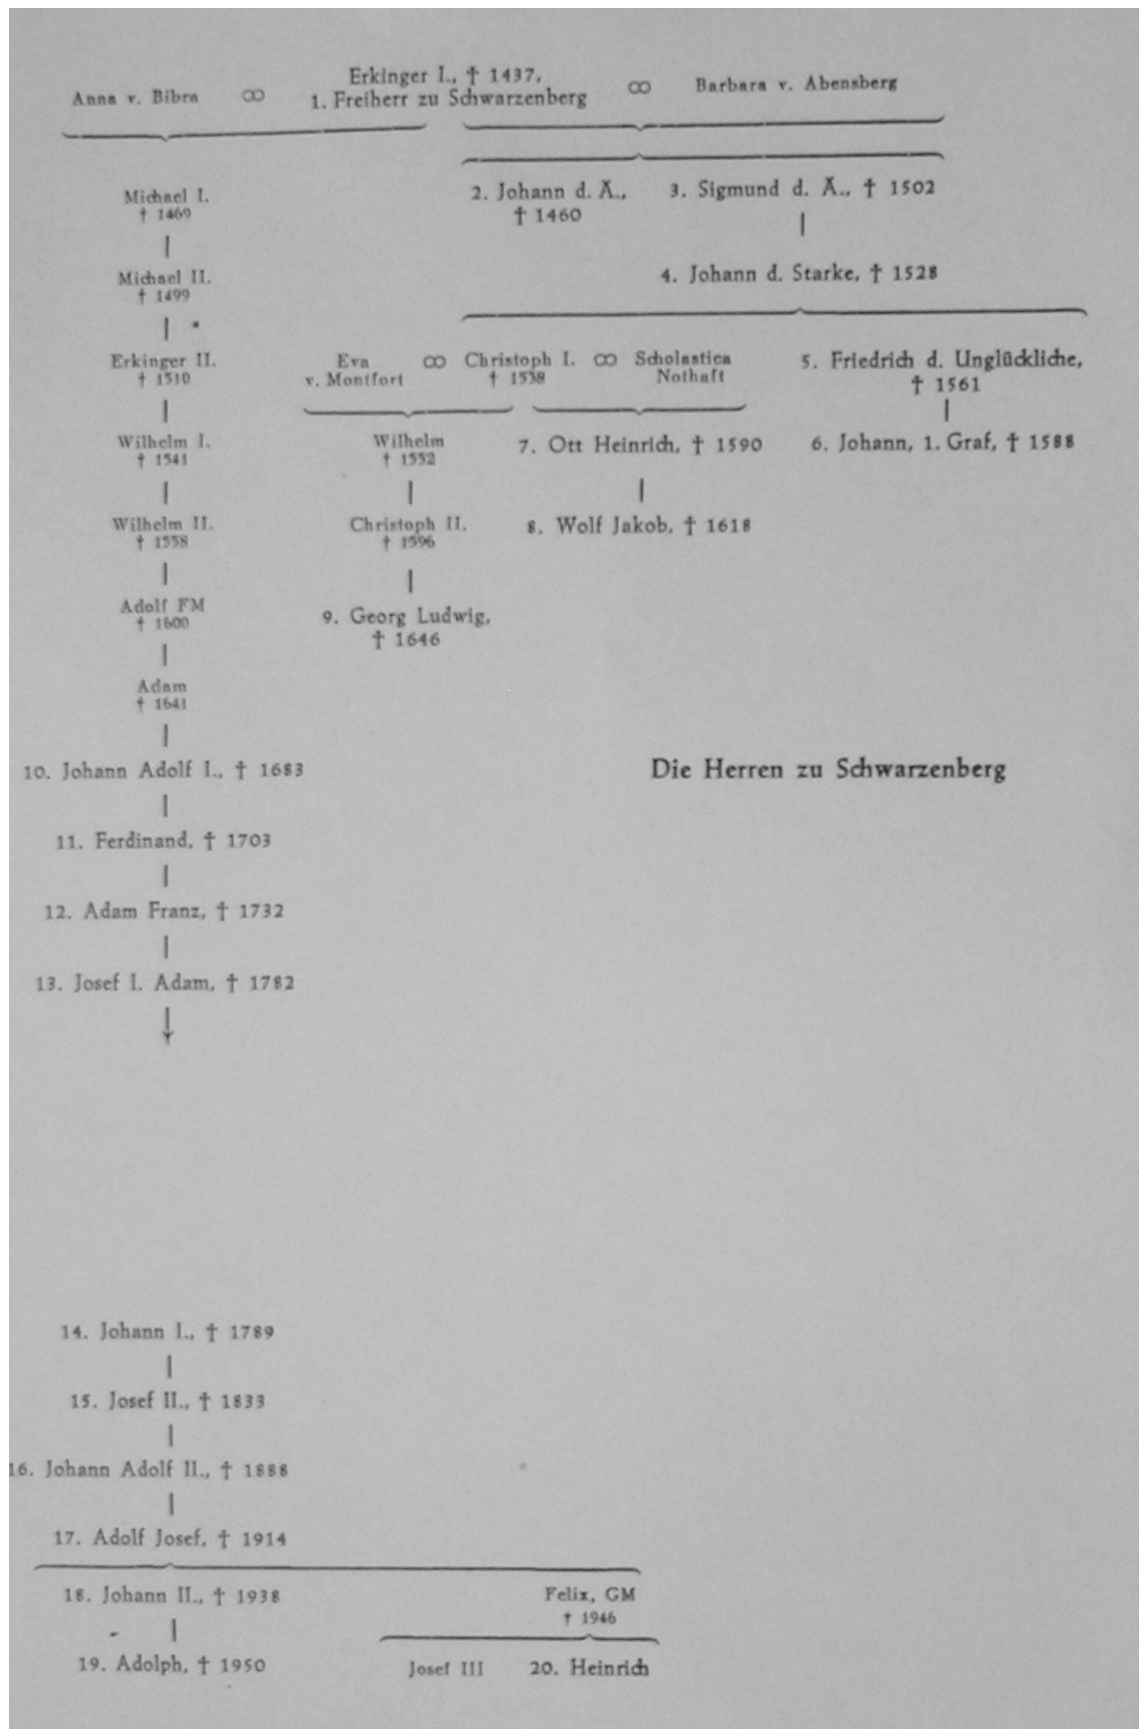 Anna v. Bibra ∞ Erkinger I., † 1437, ∞ Barbara v. Abensberg
1. Freiherr zu Schwarzenberg
Michael I. 2. Johann d. Ä., 3. Sigmund d. Ä., † 1502
† 1469 † 1460
Michael II. 4. Johann d. Starke, † 1528
† 1499
Erkinger II. Eva ∞ Christoph I. ∞ Scholastica 5. Friedrich d. Unglückliche,
† 1510 v. Montfort † 1538 Nothaft † 1561
Wilhelm I. Wilhelm 7. Ott Heinrich, † 1590 6. Johann, 1. Graf, † 1588
† 1541 † 1552
Wilhelm II. Christoph II. 8. Wolf Jakob, † 1618
† 1558 † 1596
Adolf FM 9. Georg Ludwig,
† 1600 † 1646
Adam
† 1641
10. Johann Adolf I., † 1683 Die Herren zu Schwarzenberg
11. Ferdinand, † 1703
12. Adam Franz, † 1732
13. Josef I. Adam, † 1782
14. Johann I., † 1789
15. Josef II., † 1833
16. Johann Adolf II., † 1888
17. Adolf Josef, † 1914
18. Johann II., † 1938 Felix, GM
† 1946
19. Adolph, † 1950 Josef III 20. Heinrich